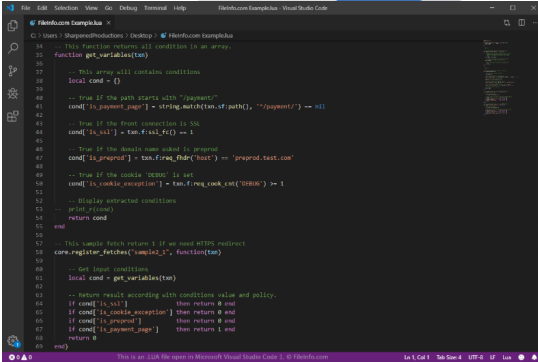 File Edit Selection View Go Debug Terminal Help FileInfo.com Example.lua - Visual Studio Code
FileInfo.com Example.lua ×
C: > Users > SharpenedProductions > Desktop > FileInfo.com Example.lua
34 -- This function returns all condition in an array.
35 function get_variables(txn)
36
37 -- This array will contains conditions
38 local cond = {}
39
40 -- True if the path starts with "/payment/"
41 cond['is_payment_page'] = string.match(txn.sf:path(), '^/payment/') ~= nil
42
43 -- True if the front connection is SSL
44 cond['is_ssl'] = txn.f:ssl_fc() == 1
45
46 -- True if the domain name asked is preprod
47 cond['is_preprod'] = txn.f:req_fhdr('host') == 'preprod.test.com'
48
49 -- True if the cookie 'DEBUG' is set
50 cond['is_cookie_exception'] = txn.f:req_cook_cnt('DEBUG') >= 1
51
52 -- Display extracted conditions
53 -- print_r(cond)
54 return cond
55 end
56
57 -- This sample fetch return 1 if we need HTTPS redirect
58 core.register_fetches("sample2_1", function(txn)
59
60 -- Get input conditions
61 local cond = get_variables(txn)
62
63 -- Return result according with conditions value and policy.
64 if cond['is_ssl'] then return 0 end
65 if cond['is_cookie_exception'] then return 0 end
66 if cond['is_preprod'] then return 0 end
67 if cond['is_payment_page'] then return 1 end
68 return 0
69 end)
0 0 This is an .LUA file open in Microsoft Visual Studio Code 1. © FileInfo.com Ln 1, Col 1 Tab Size: 4 UTF-8 LF Lua